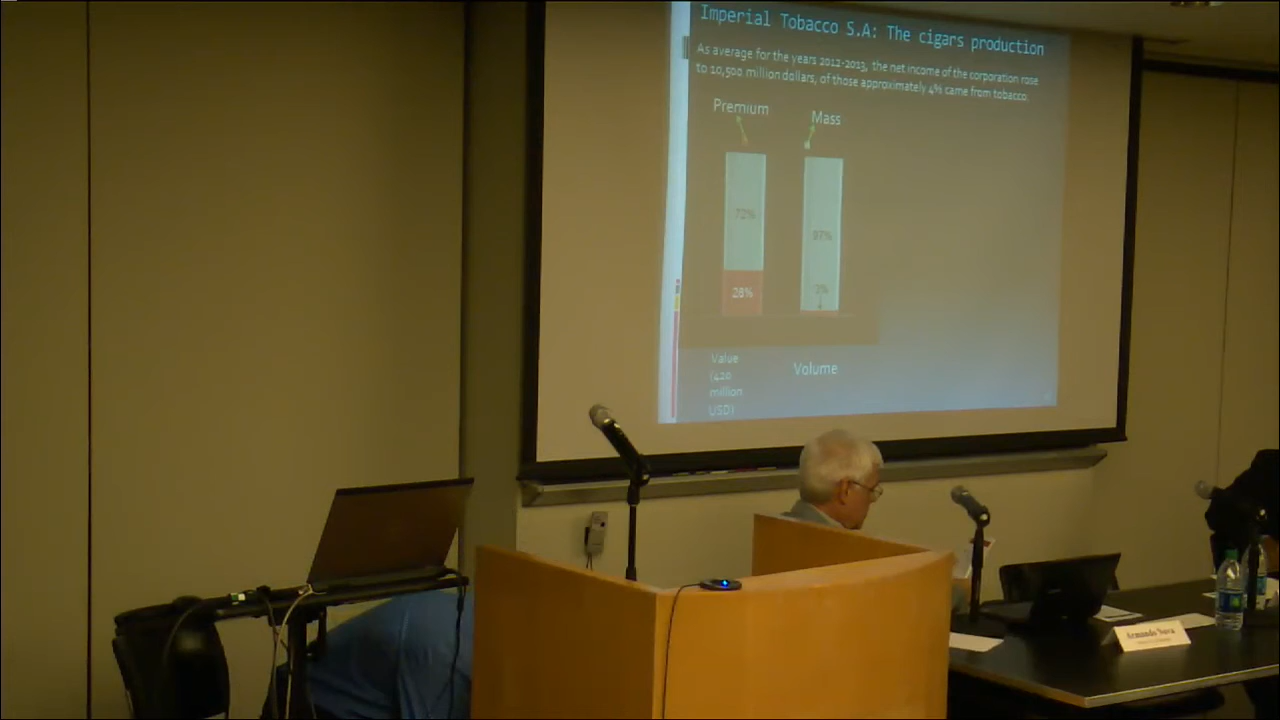 Imperial Tobacco S.A: The cigars production
As average for the years 2012-2013, the net income of the corporation rose
to 10,500 million dollars, of those approximately 4% came from tobacco.
Premium
Mass
72%
97%
28%
3%
Value
(420
million
USD)
Volume
Armando Nova